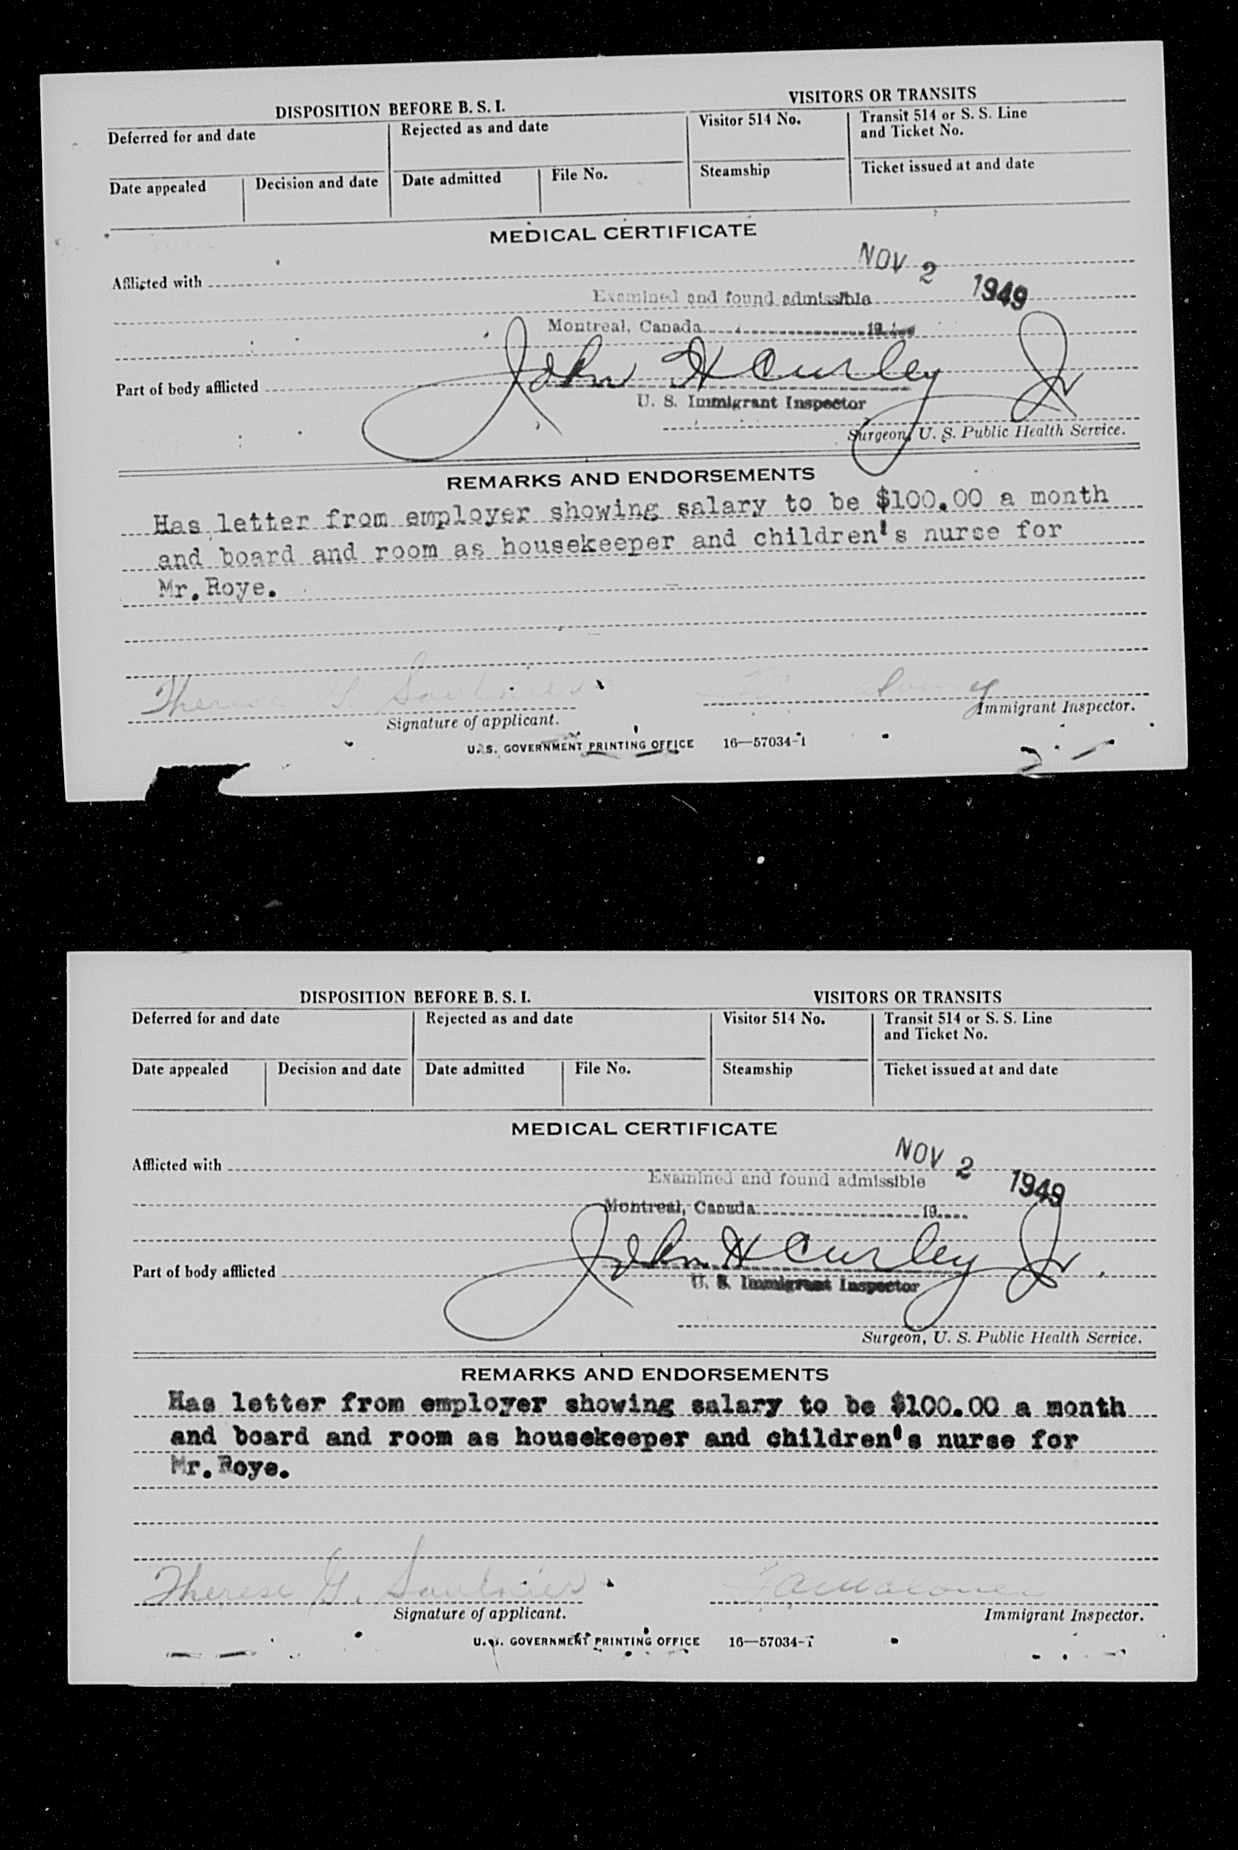 DISPOSITION BEFORE B. S. I.
VISITORS OR TRANSITS
Deferred for and date
Rejected as and date
Visitor 514 No.
Transit 514 or S. S. Line
and Ticket No.
Date appealed
Decision and date
Date admitted
File No.
Steamship
Ticket issued at and date
MEDICAL CERTIFICATE
NOV 2 1949
Afflicted with
Examined and found admissible
Montreal, Canada 19
John H Curley Jr
Part of body afflicted
U. S. Immigrant Inspector
Surgeon, U. S. Public Health Service.
REMARKS AND ENDORSEMENTS
Has letter from employer showing salary to be $100.00 a month
and board and room as housekeeper and children's nurse for
Mr. Roye.
Therese G Saulnier
Signature of applicant.
Immigrant Inspector.
U. S. GOVERNMENT PRINTING OFFICE 16—57034-1
DISPOSITION BEFORE B. S. I.
VISITORS OR TRANSITS
Deferred for and date
Rejected as and date
Visitor 514 No.
Transit 514 or S. S. Line
and Ticket No.
Date appealed
Decision and date
Date admitted
File No.
Steamship
Ticket issued at and date
MEDICAL CERTIFICATE
NOV 2 1949
Afflicted with
Examined and found admissible
Montreal, Canada 19
John H Curley Jr.
Part of body afflicted
U. S. Immigrant Inspector
Surgeon, U. S. Public Health Service.
REMARKS AND ENDORSEMENTS
Has letter from employer showing salary to be $100.00 a month
and board and room as housekeeper and children's nurse for
Mr. Roye.
Therese G. Saulnier
Signature of applicant.
Immigrant Inspector.
U. S. GOVERNMENT PRINTING OFFICE 16—57034-1